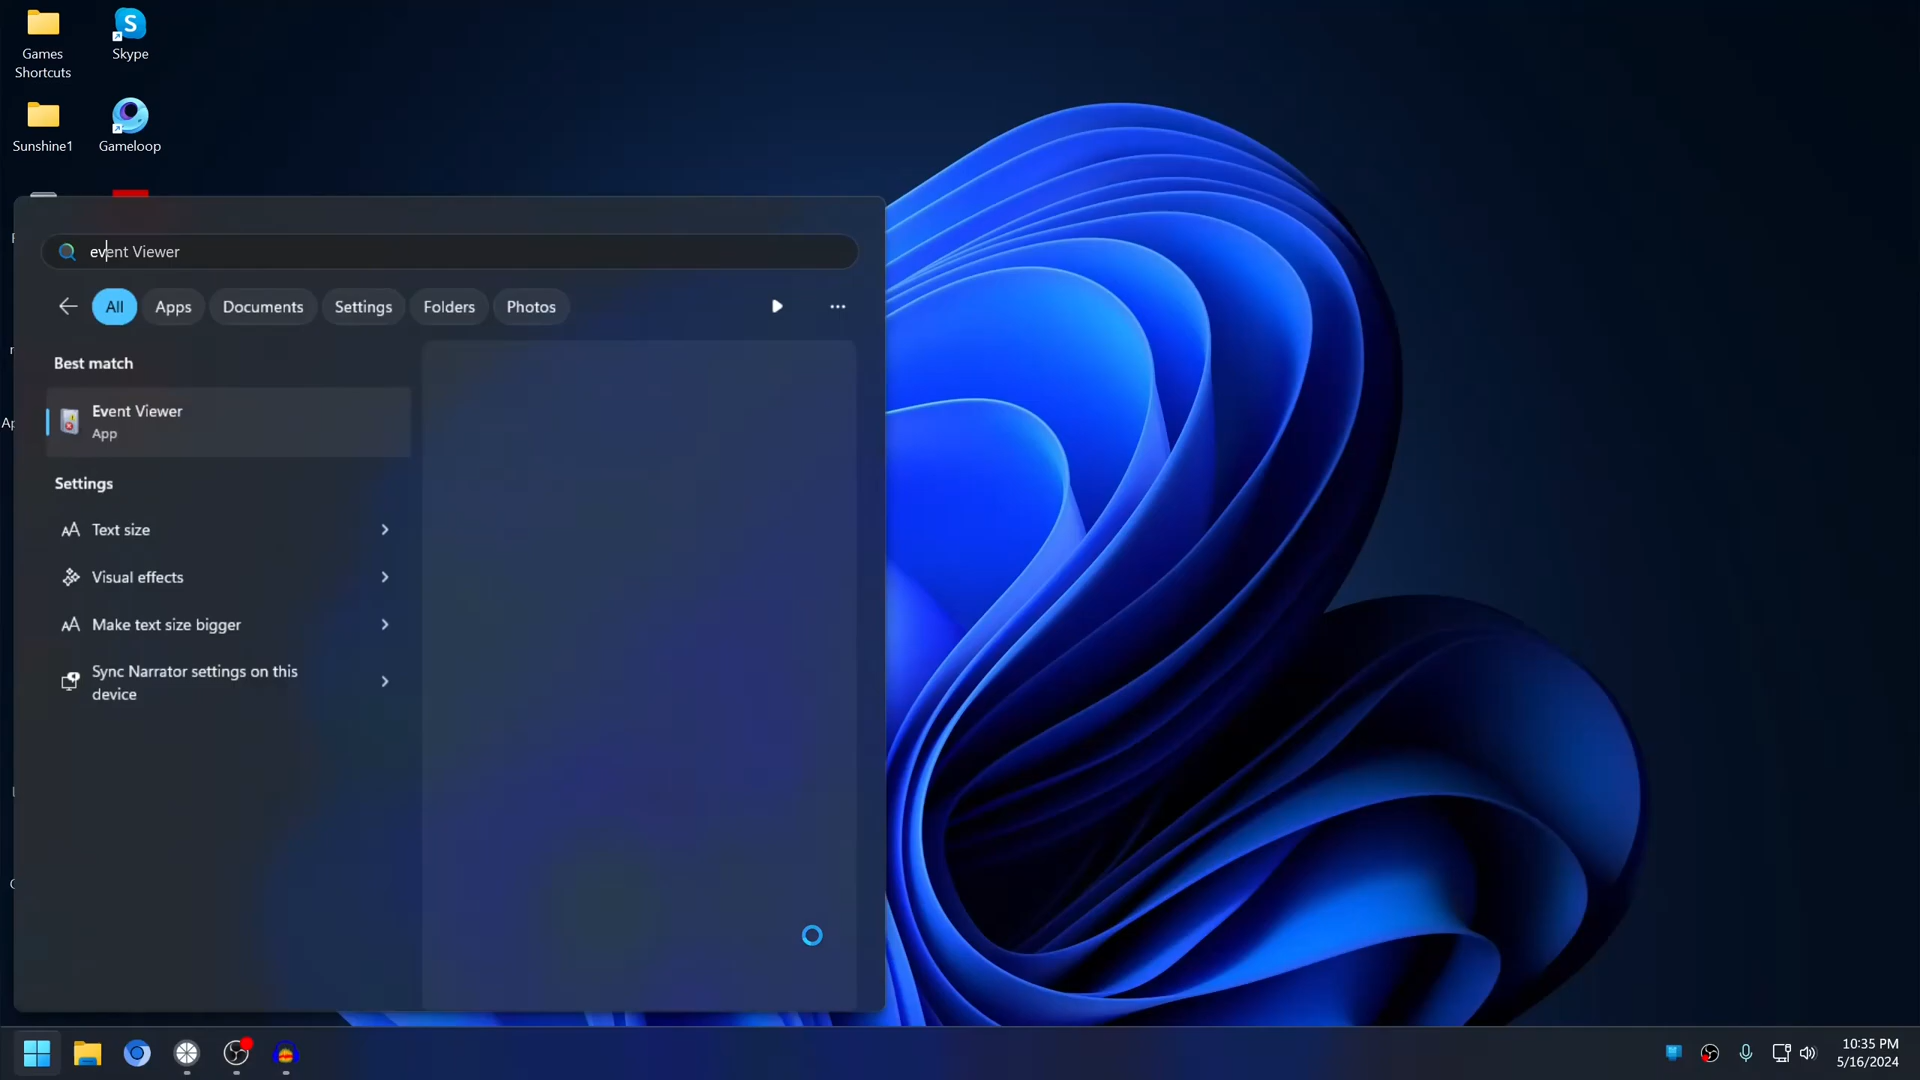 Games
Shortcuts
Skype
Sunshine1
Gameloop
event Viewer
All
Apps
Documents
Settings
Folders
Photos
Best match
Event Viewer
App
Settings
Text size
Visual effects
Make text size bigger
Sync Narrator settings on this
device
10:35 PM
5/16/2024